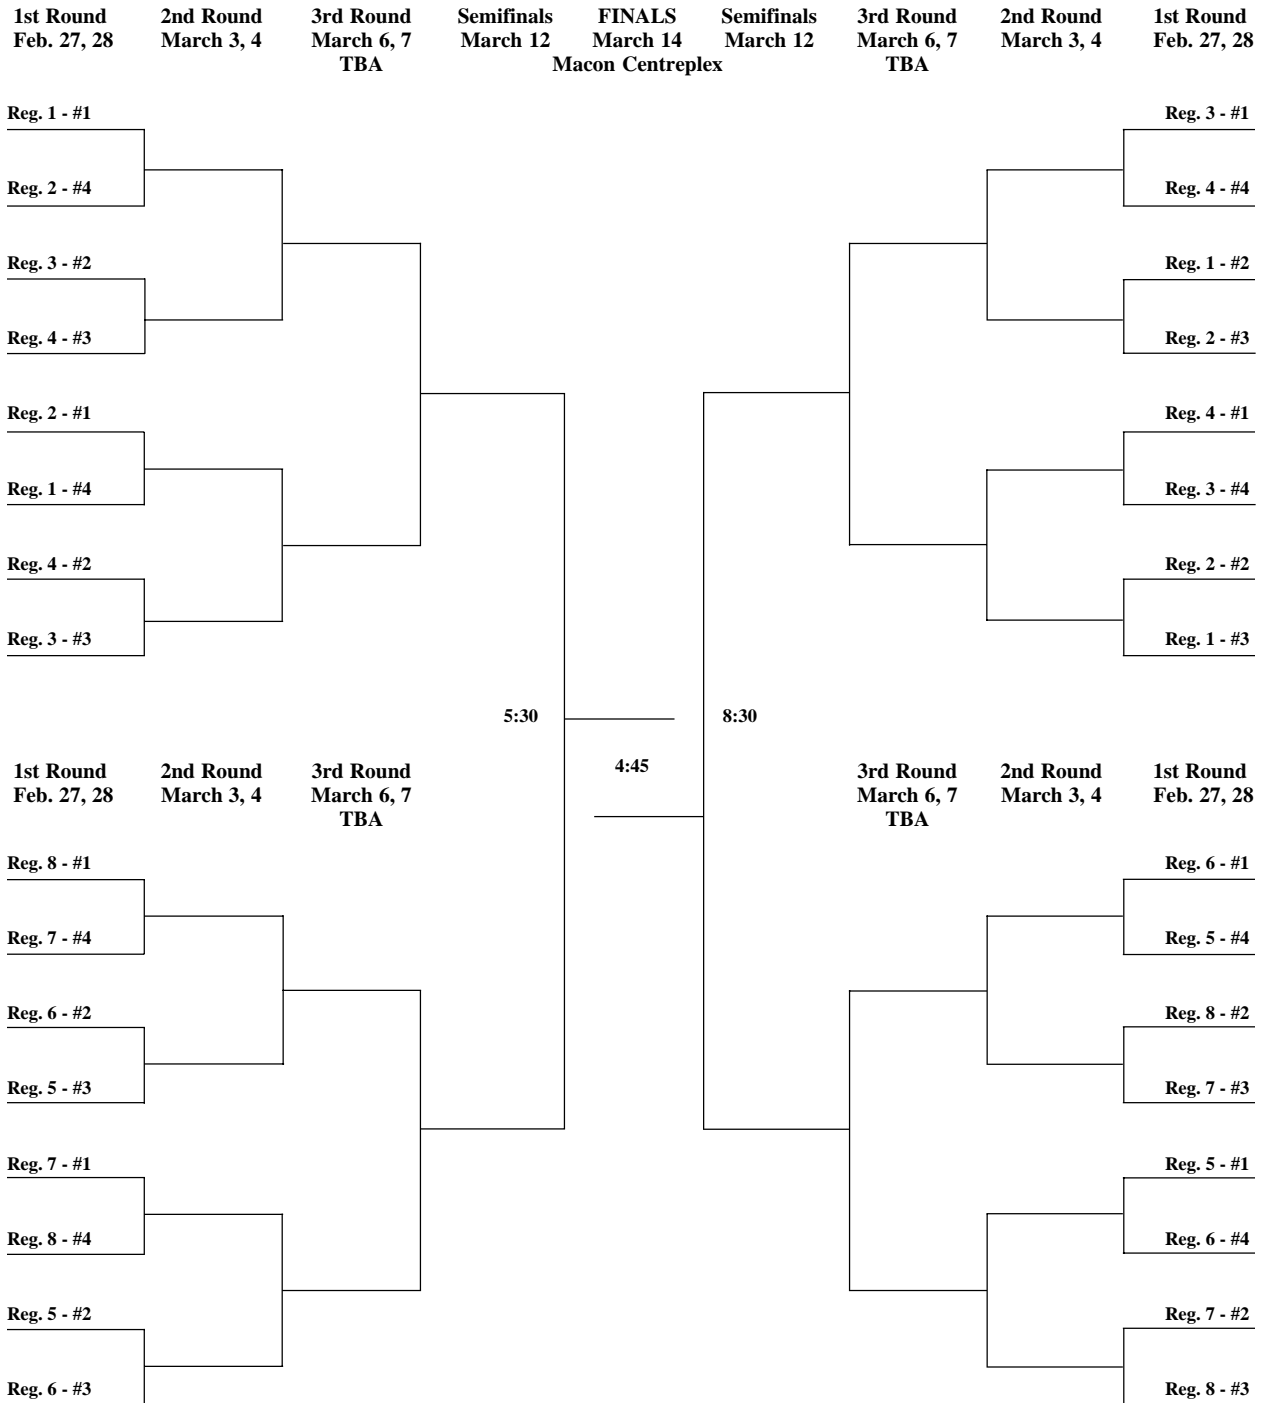 1st Round 2nd Round 3rd Round Semifinals FINALS Semifinals 3rd Round 2nd Round 1st Round
Feb. 27, 28 March 3, 4 March 6, 7 March 12 March 14 March 12 March 6, 7 March 3, 4 Feb. 27, 28
TBA Macon Centreplex TBA
Reg. 1 - #1 Reg. 3 - #1
Reg. 2 - #4 Reg. 4 - #4
Reg. 3 - #2 Reg. 1 - #2
Reg. 4 - #3 Reg. 2 - #3
Reg. 2 - #1 Reg. 4 - #1
Reg. 1 - #4 Reg. 3 - #4
Reg. 4 - #2 Reg. 2 - #2
Reg. 3 - #3 Reg. 1 - #3
5:30 8:30
4:45
1st Round 2nd Round 3rd Round 3rd Round 2nd Round 1st Round
Feb. 27, 28 March 3, 4 March 6, 7 March 6, 7 March 3, 4 Feb. 27, 28
TBA TBA
Reg. 8 - #1 Reg. 6 - #1
Reg. 7 - #4 Reg. 5 - #4
Reg. 6 - #2 Reg. 8 - #2
Reg. 5 - #3 Reg. 7 - #3
Reg. 7 - #1 Reg. 5 - #1
Reg. 8 - #4 Reg. 6 - #4
Reg. 5 - #2 Reg. 7 - #2
Reg. 6 - #3 Reg. 8 - #3